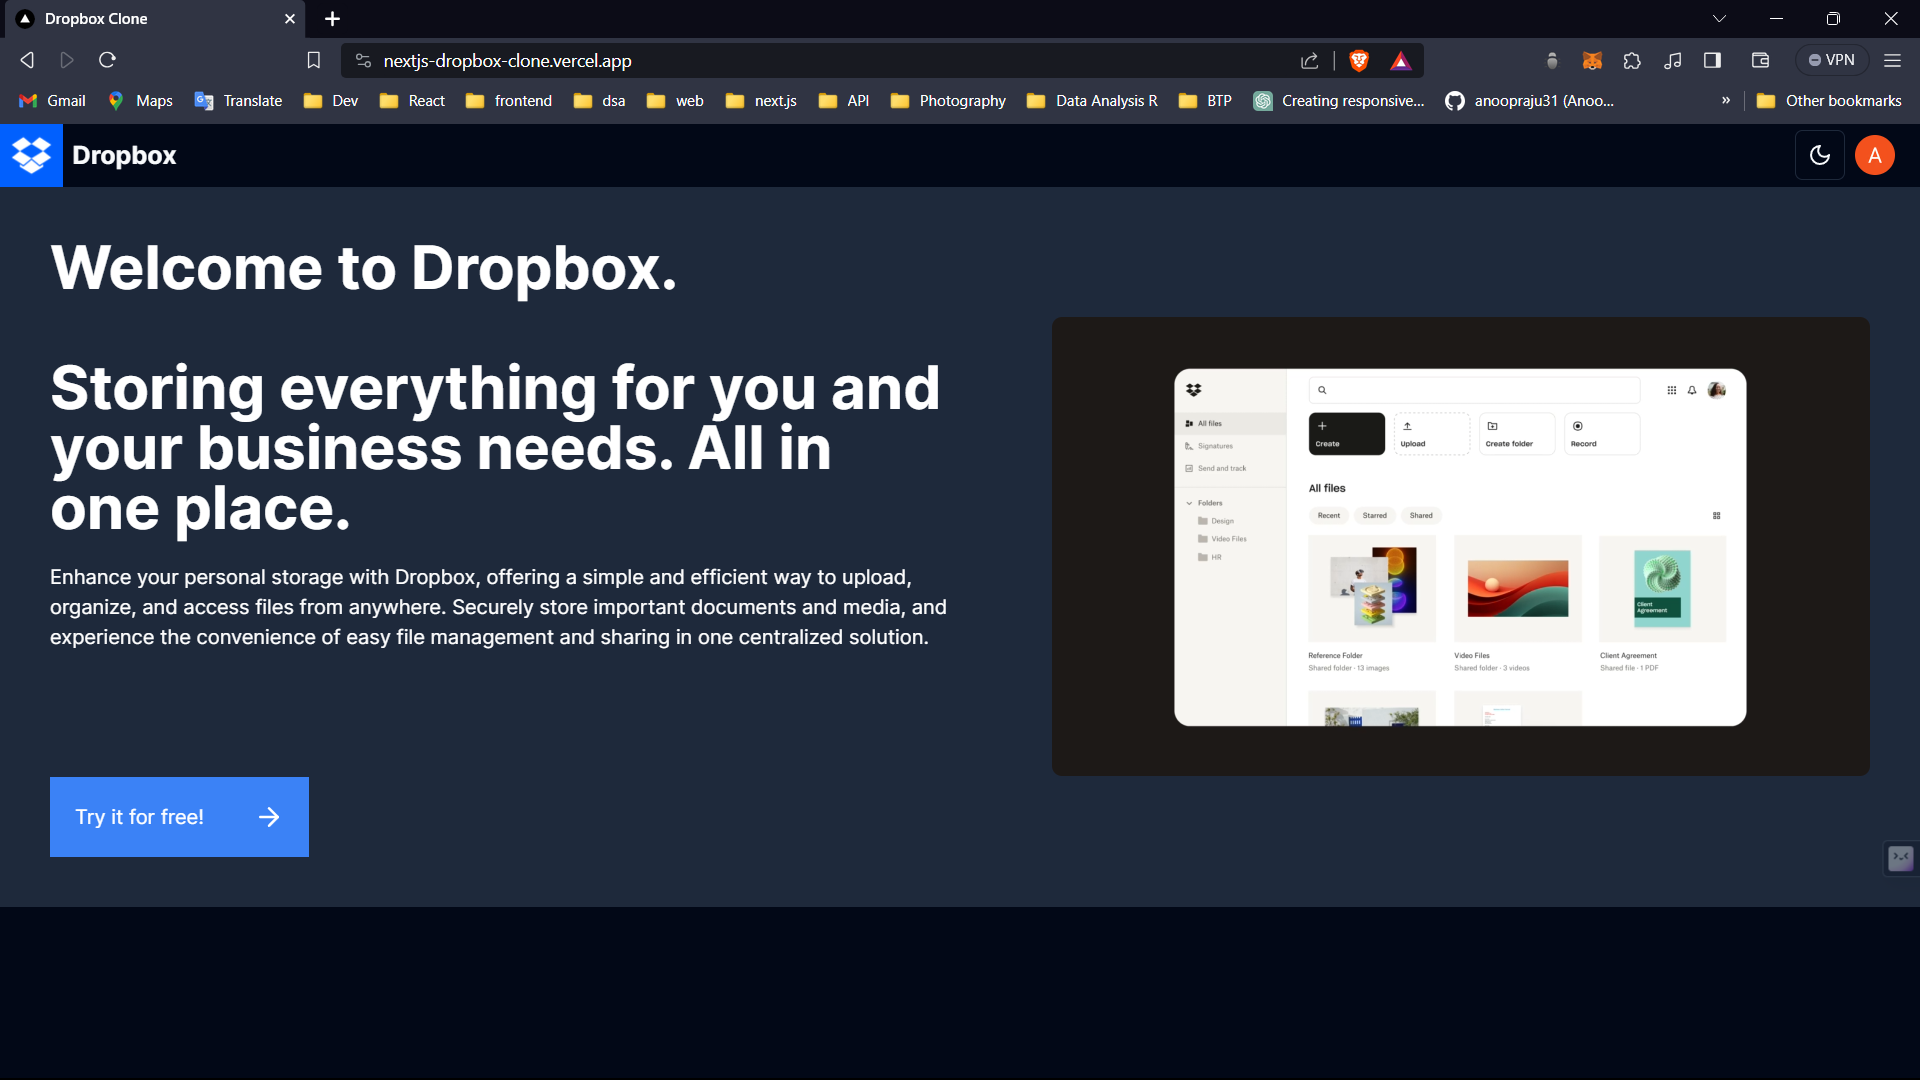 Dropbox Clone
nextjs-dropbox-clone.vercel.app
VPN
Gmail
Maps
Translate
Dev
React
frontend
dsa
web
next.js
API
Photography
Data Analysis R
BTP
Creating responsive...
anoopraju31 (Anoo...
»
Other bookmarks
Dropbox
A
Welcome to Dropbox.
Storing everything for you and
your business needs. All in
one place.
Enhance your personal storage with Dropbox, offering a simple and efficient way to upload,
organize, and access files from anywhere. Securely store important documents and media, and
experience the convenience of easy file management and sharing in one centralized solution.
Try it for free!
All files
Signatures
Send and track
Folders
Design
Video Files
HR
Create
Upload
Create folder
Record
All files
Recent
Starred
Shared
Client
Agreement
Reference Folder
Shared folder · 13 images
Video Files
Shared folder · 3 videos
Client Agreement
Shared file · 1 PDF